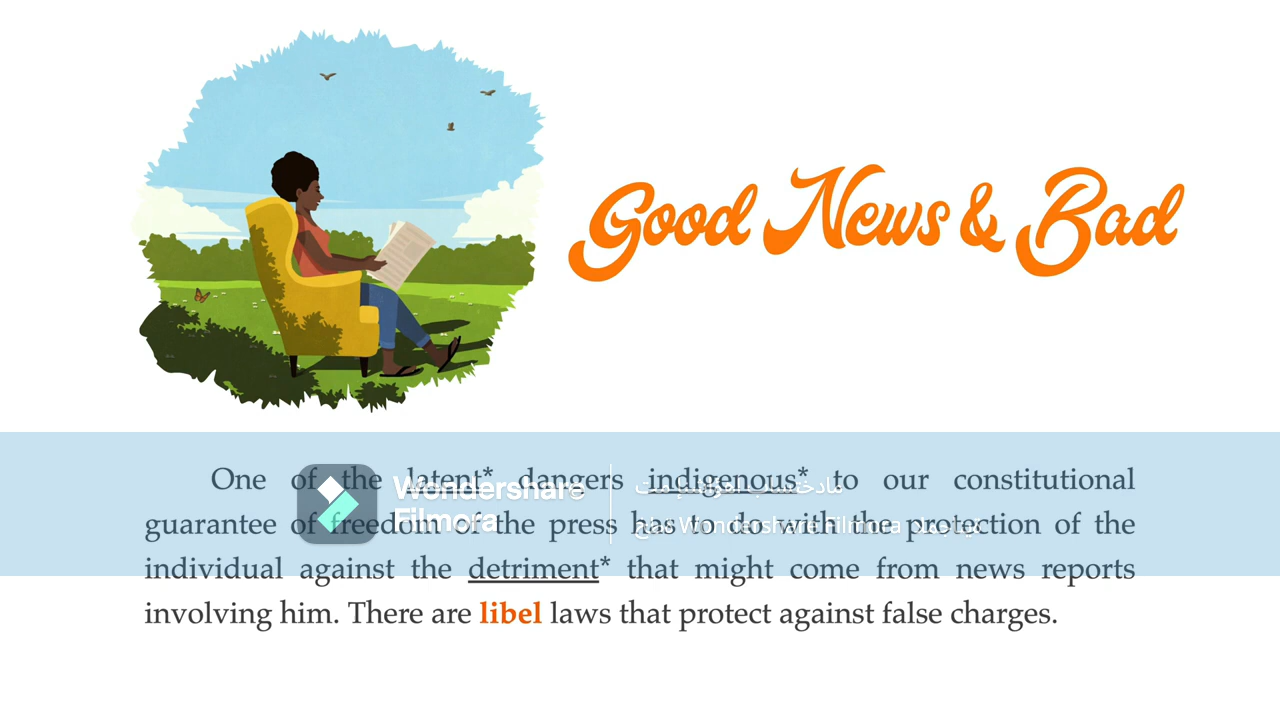 Good News & Bad
One of the latent* dangers indigenous* to our constitutional
guarantee of freedom of the press has to do with the protection of the
individual against the detriment* that might come from news reports
involving him. There are libel laws that protect against false charges.
Wondershare
Filmora
Wondershare Filmora